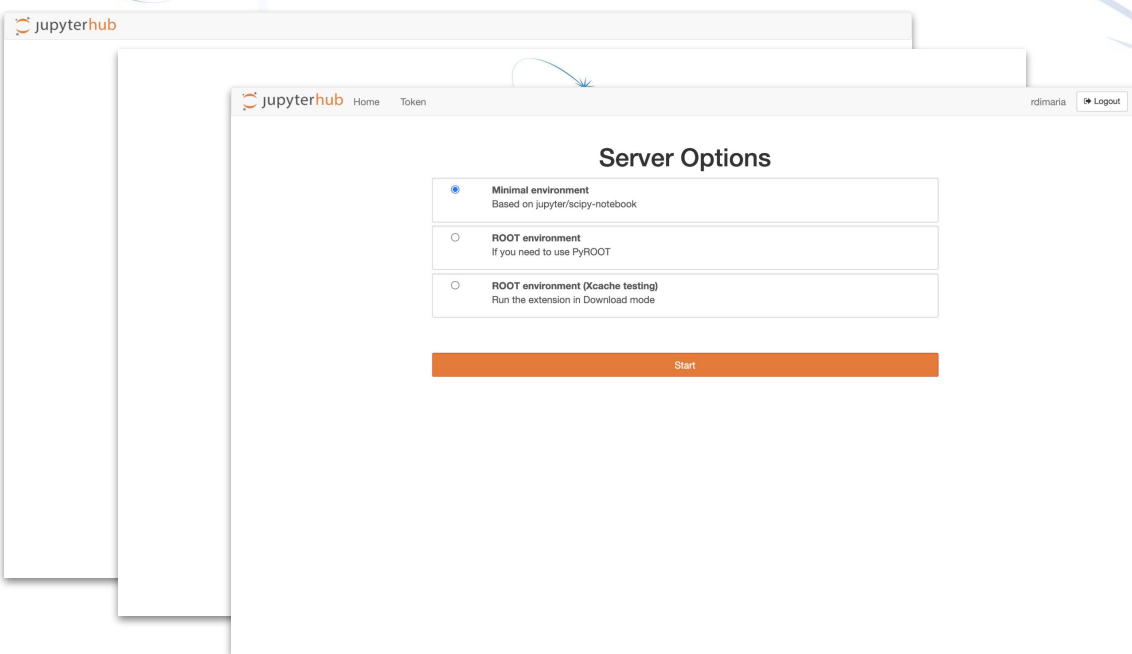 jupyterhub
jupyterhub Home Token rdimaria Logout
Server Options
Minimal environment
Based on jupyter/scipy-notebook
ROOT environment
If you need to use PyROOT
ROOT environment (Xcache testing)
Run the extension in Download mode
Start